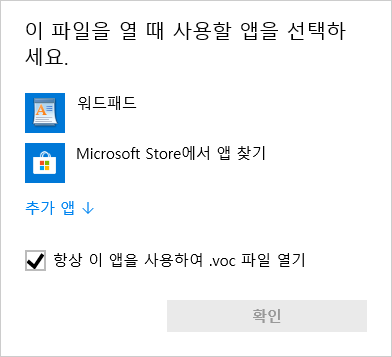 이 파일을 열 때 사용할 앱을 선택하
세요.
워드패드
Microsoft Store에서 앱 찾기
추가 앱 ↓
항상 이 앱을 사용하여 .voc 파일 열기
확인